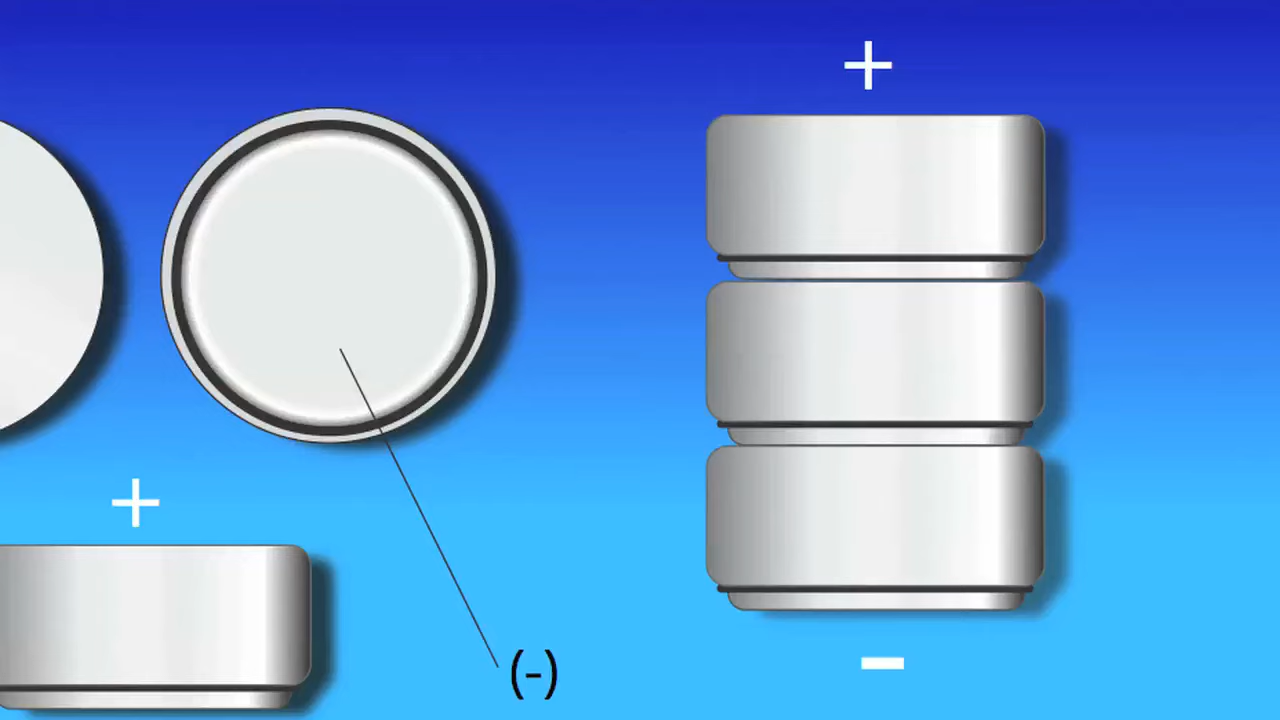 +
+
(-)
-